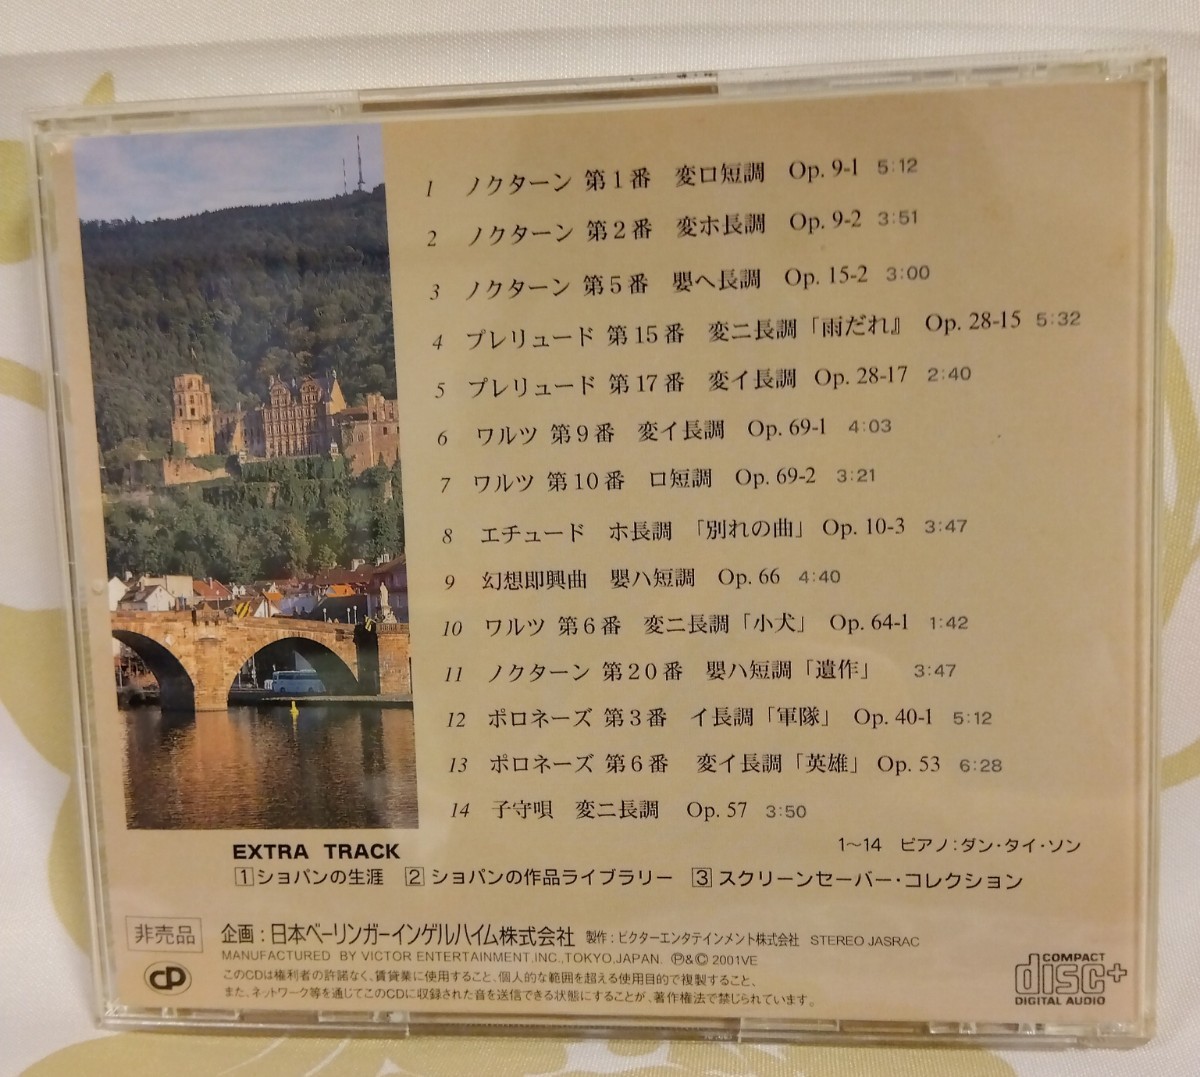 1 ノクターン 第1番 変ロ短調 Op. 9-1 5:12
2 ノクターン 第2番 変ホ長調 Op. 9-2 3:51
3 ノクターン 第5番 嬰ヘ長調 Op. 15-2 3:00
4 プレリュード 第15番 変ニ長調「雨だれ』 Op. 28-15 5:32
5 プレリュード 第17番 変イ長調 Op. 28-17 2:40
6 ワルツ 第9番 変イ長調 Op. 69-1 4:03
7 ワルツ 第10番 ロ短調 Op. 69-2 3:21
8 エチュード ホ長調 「別れの曲」 Op. 10-3 3:47
9 幻想即興曲 嬰ハ短調 Op. 66 4:40
10 ワルツ 第6番 変ニ長調「小犬」 Op. 64-1 1:42
11 ノクターン 第20番 嬰ハ短調「遺作」 3:47
12 ポロネーズ 第3番 イ長調「軍隊」 Op. 40-1 5:12
13 ポロネーズ 第6番 変イ長調「英雄」 Op. 53 6:28
14 子守唄 変ニ長調 Op. 57 3:50
1〜14 ピアノ:ダン・タイ・ソン
EXTRA TRACK
1 ショパンの生涯 2 ショパンの作品ライブラリー 3 スクリーンセーバー・コレクション
非売品 企画:日本ベーリンガーインゲルハイム株式会社 製作:ビクターエンタテインメント株式会社 STEREO JASRAC
MANUFACTURED BY VICTOR ENTERTAINMENT,INC.,TOKYO,JAPAN. ℗&© 2001VE
このCDは権利者の許諾なく、賃貸業に使用すること、個人的な範囲を超える使用目的で複製すること、
また、ネットワーク等を通じてこのCDに収録された音を送信できる状態にすることが、著作権法で禁じられています。
COMPACT
disc+
DIGITAL AUDIO